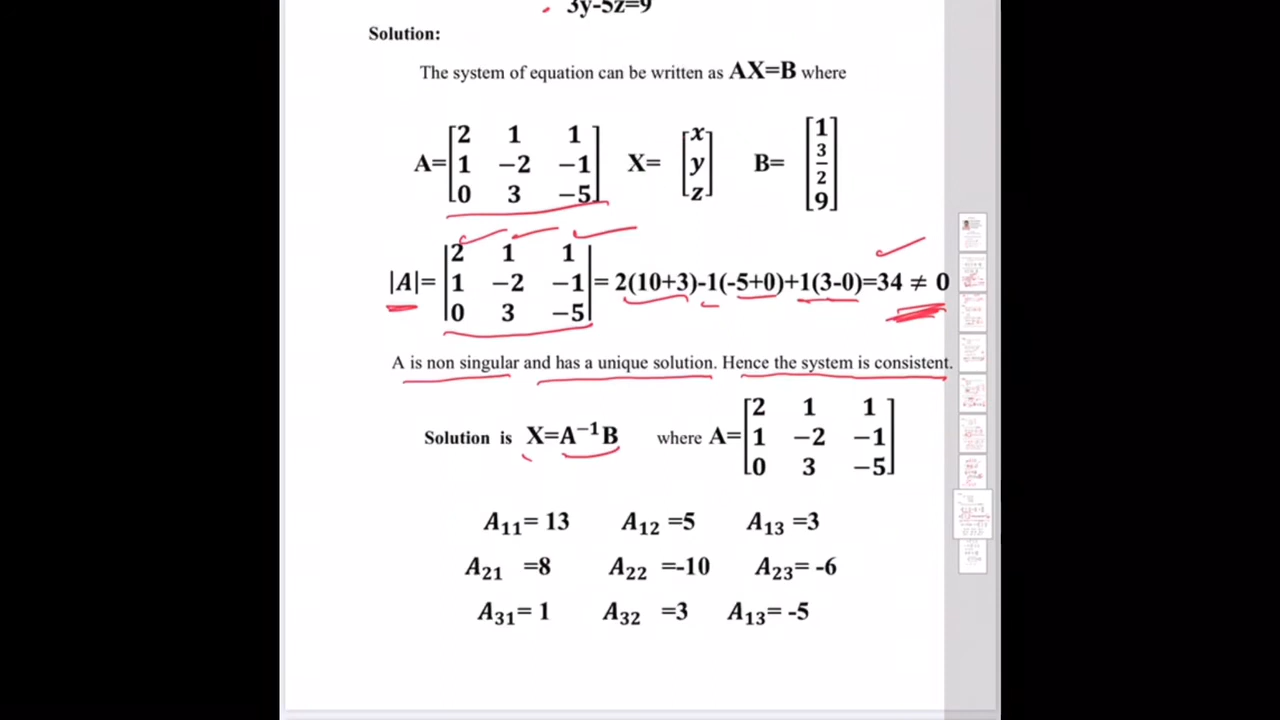 3y-5z=9
Solution:
The system of equation can be written as AX=B where
A=[2 1 1; 1 −2 −1; 0 3 −5] X= [x; y; z] B= [1; 3/2; 9]
|A|= |2 1 1; 1 −2 −1; 0 3 −5| = 2(10+3)-1(-5+0)+1(3-0)=34 ≠ 0
A is non singular and has a unique solution. Hence the system is consistent.
Solution is X=A⁻¹B where A=[2 1 1; 1 −2 −1; 0 3 −5]
A₁₁= 13 A₁₂ =5 A₁₃ =3
A₂₁ =8 A₂₂ =-10 A₂₃= -6
A₃₁= 1 A₃₂ =3 A₁₃= -5